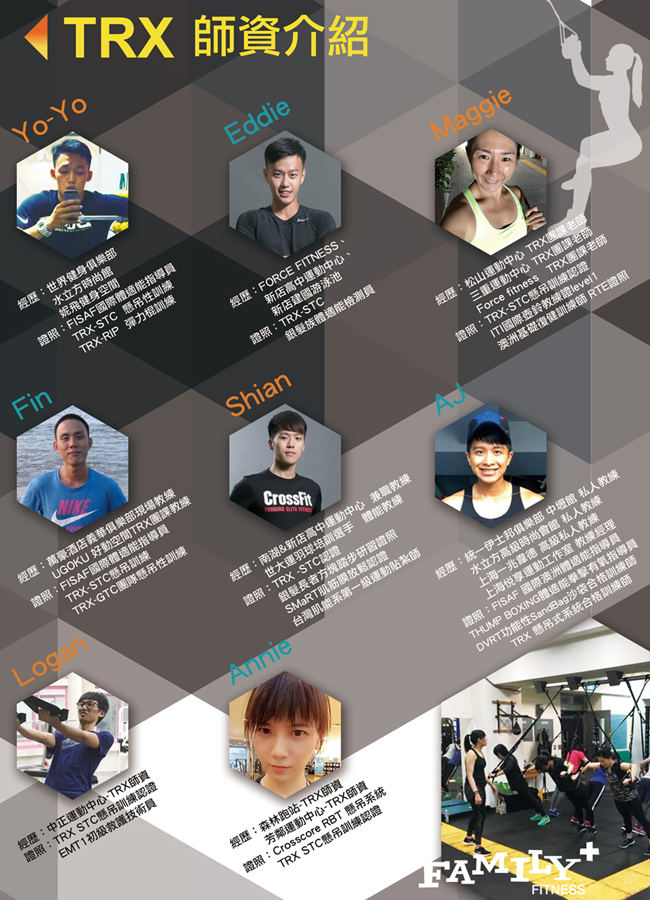 TRX 師資介紹
Yo-Yo
經歷：世界健身俱樂部
水立方時尚館
妮飛健身空間
證照：FISAF國際體適能指導員
TRX-STC 懸吊性訓練
TRX-RIP 彈力棍訓練
Eddie
經歷：FORCE FITNESS、
新店高中運動中心、
新店建國游泳池
證照：TRX-STC
銀髮族體適能檢測員
Maggie
經歷：松山運動中心 TRX團課老師
三重運動中心 TRX團課老師
Force fitness TRX團課老師
證照：TRX-STC懸吊訓練認證
ITI國際壺鈴教練證level1
澳洲基礎復健訓練師 RTE證照
Fin
經歷：萬豪酒店義華俱樂部現場教練
UGOKU 好動空間TRX團課教練
證照：FISAF國際體適能指導員
TRX-STC懸吊訓練
TRX-GTC團隊懸吊性訓練
NIKE
Shian
經歷：南湖&新店高中運動中心 兼職教練
世大運羽球培訓選手 體能教練
證照：TRX -STC認證
銀髮長者方塊踏步研習證照
SMaRT肌筋膜放鬆認證
台灣肌能系第一級運動貼紮師
CrossFit
FORGING ELITE FITNESS
AJ
經歷：統一伊士邦俱樂部 中壢館 私人教練
水立方高級時尚會館 私人教練
上海一兆韋德 高級私人教練
上海悅享運動工作室 教練經理
證照：FISAF 國際澳洲體適能指導員
THUMP BOXING體適能拳擊有氧指導員
DVRT功能性SandBag沙袋合格訓練師
TRX 懸吊式系統合格訓練師
Logan
經歷：中正運動中心-TRX師資
證照：TRX STC懸吊訓練認證
EMT1初級救護技術員
Annie
經歷：森林跑站-TRX師資
芳鄰運動中心-TRX師資
證照：Crosscore RBT 懸吊系統
TRX STC懸吊訓練認證
FAMILY+
FITNESS